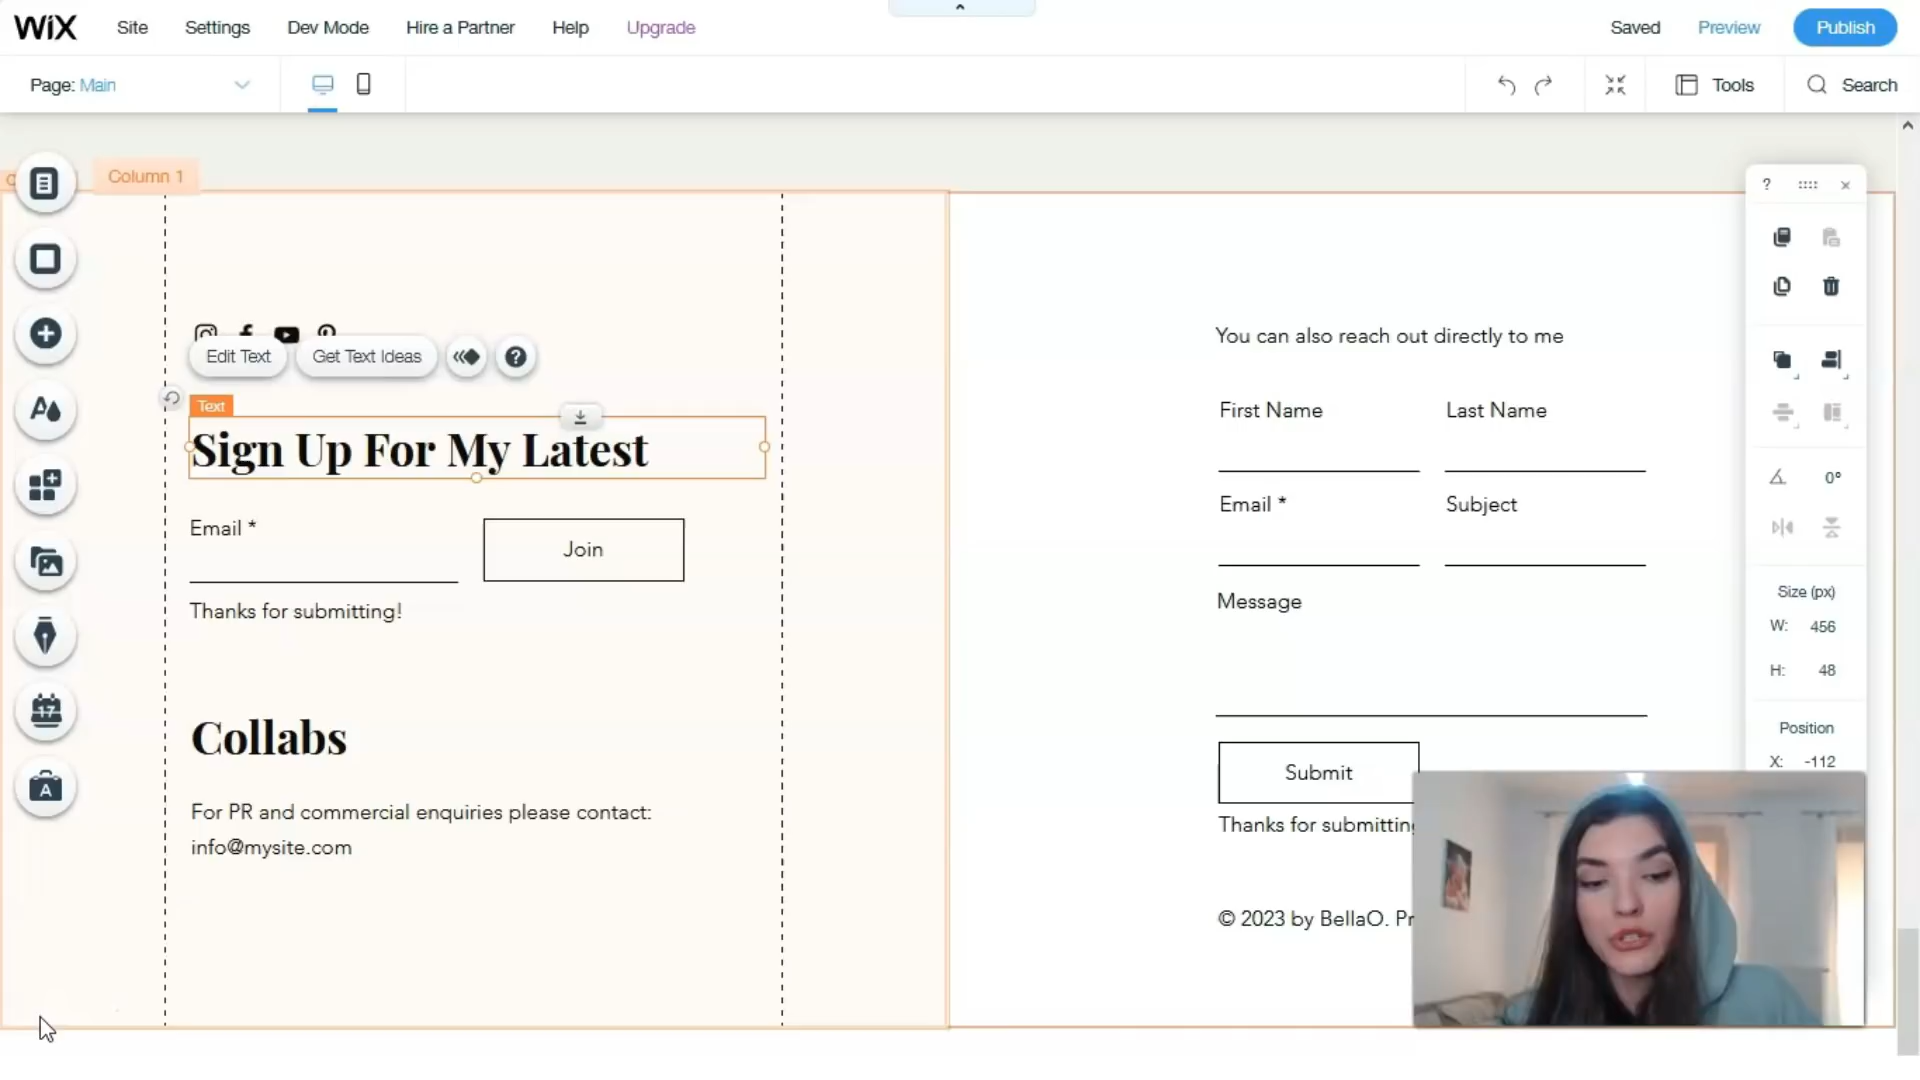 WiX
Site
Settings
Dev Mode
Hire a Partner
Help
Upgrade
Saved
Preview
Publish
Page: Main
Tools
Search
Column 1
?
Edit Text
Get Text Ideas
?
Text
Sign Up For My Latest
Email *
Join
Thanks for submitting!
Collabs
For PR and commercial enquiries please contact:
info@mysite.com
17
A
You can also reach out directly to me
First Name
Last Name
Email *
Subject
Message
Submit
Thanks for submitting
© 2023 by BellaO. Pr
0°
Size (px)
W: 456
H: 48
Position
X: -112